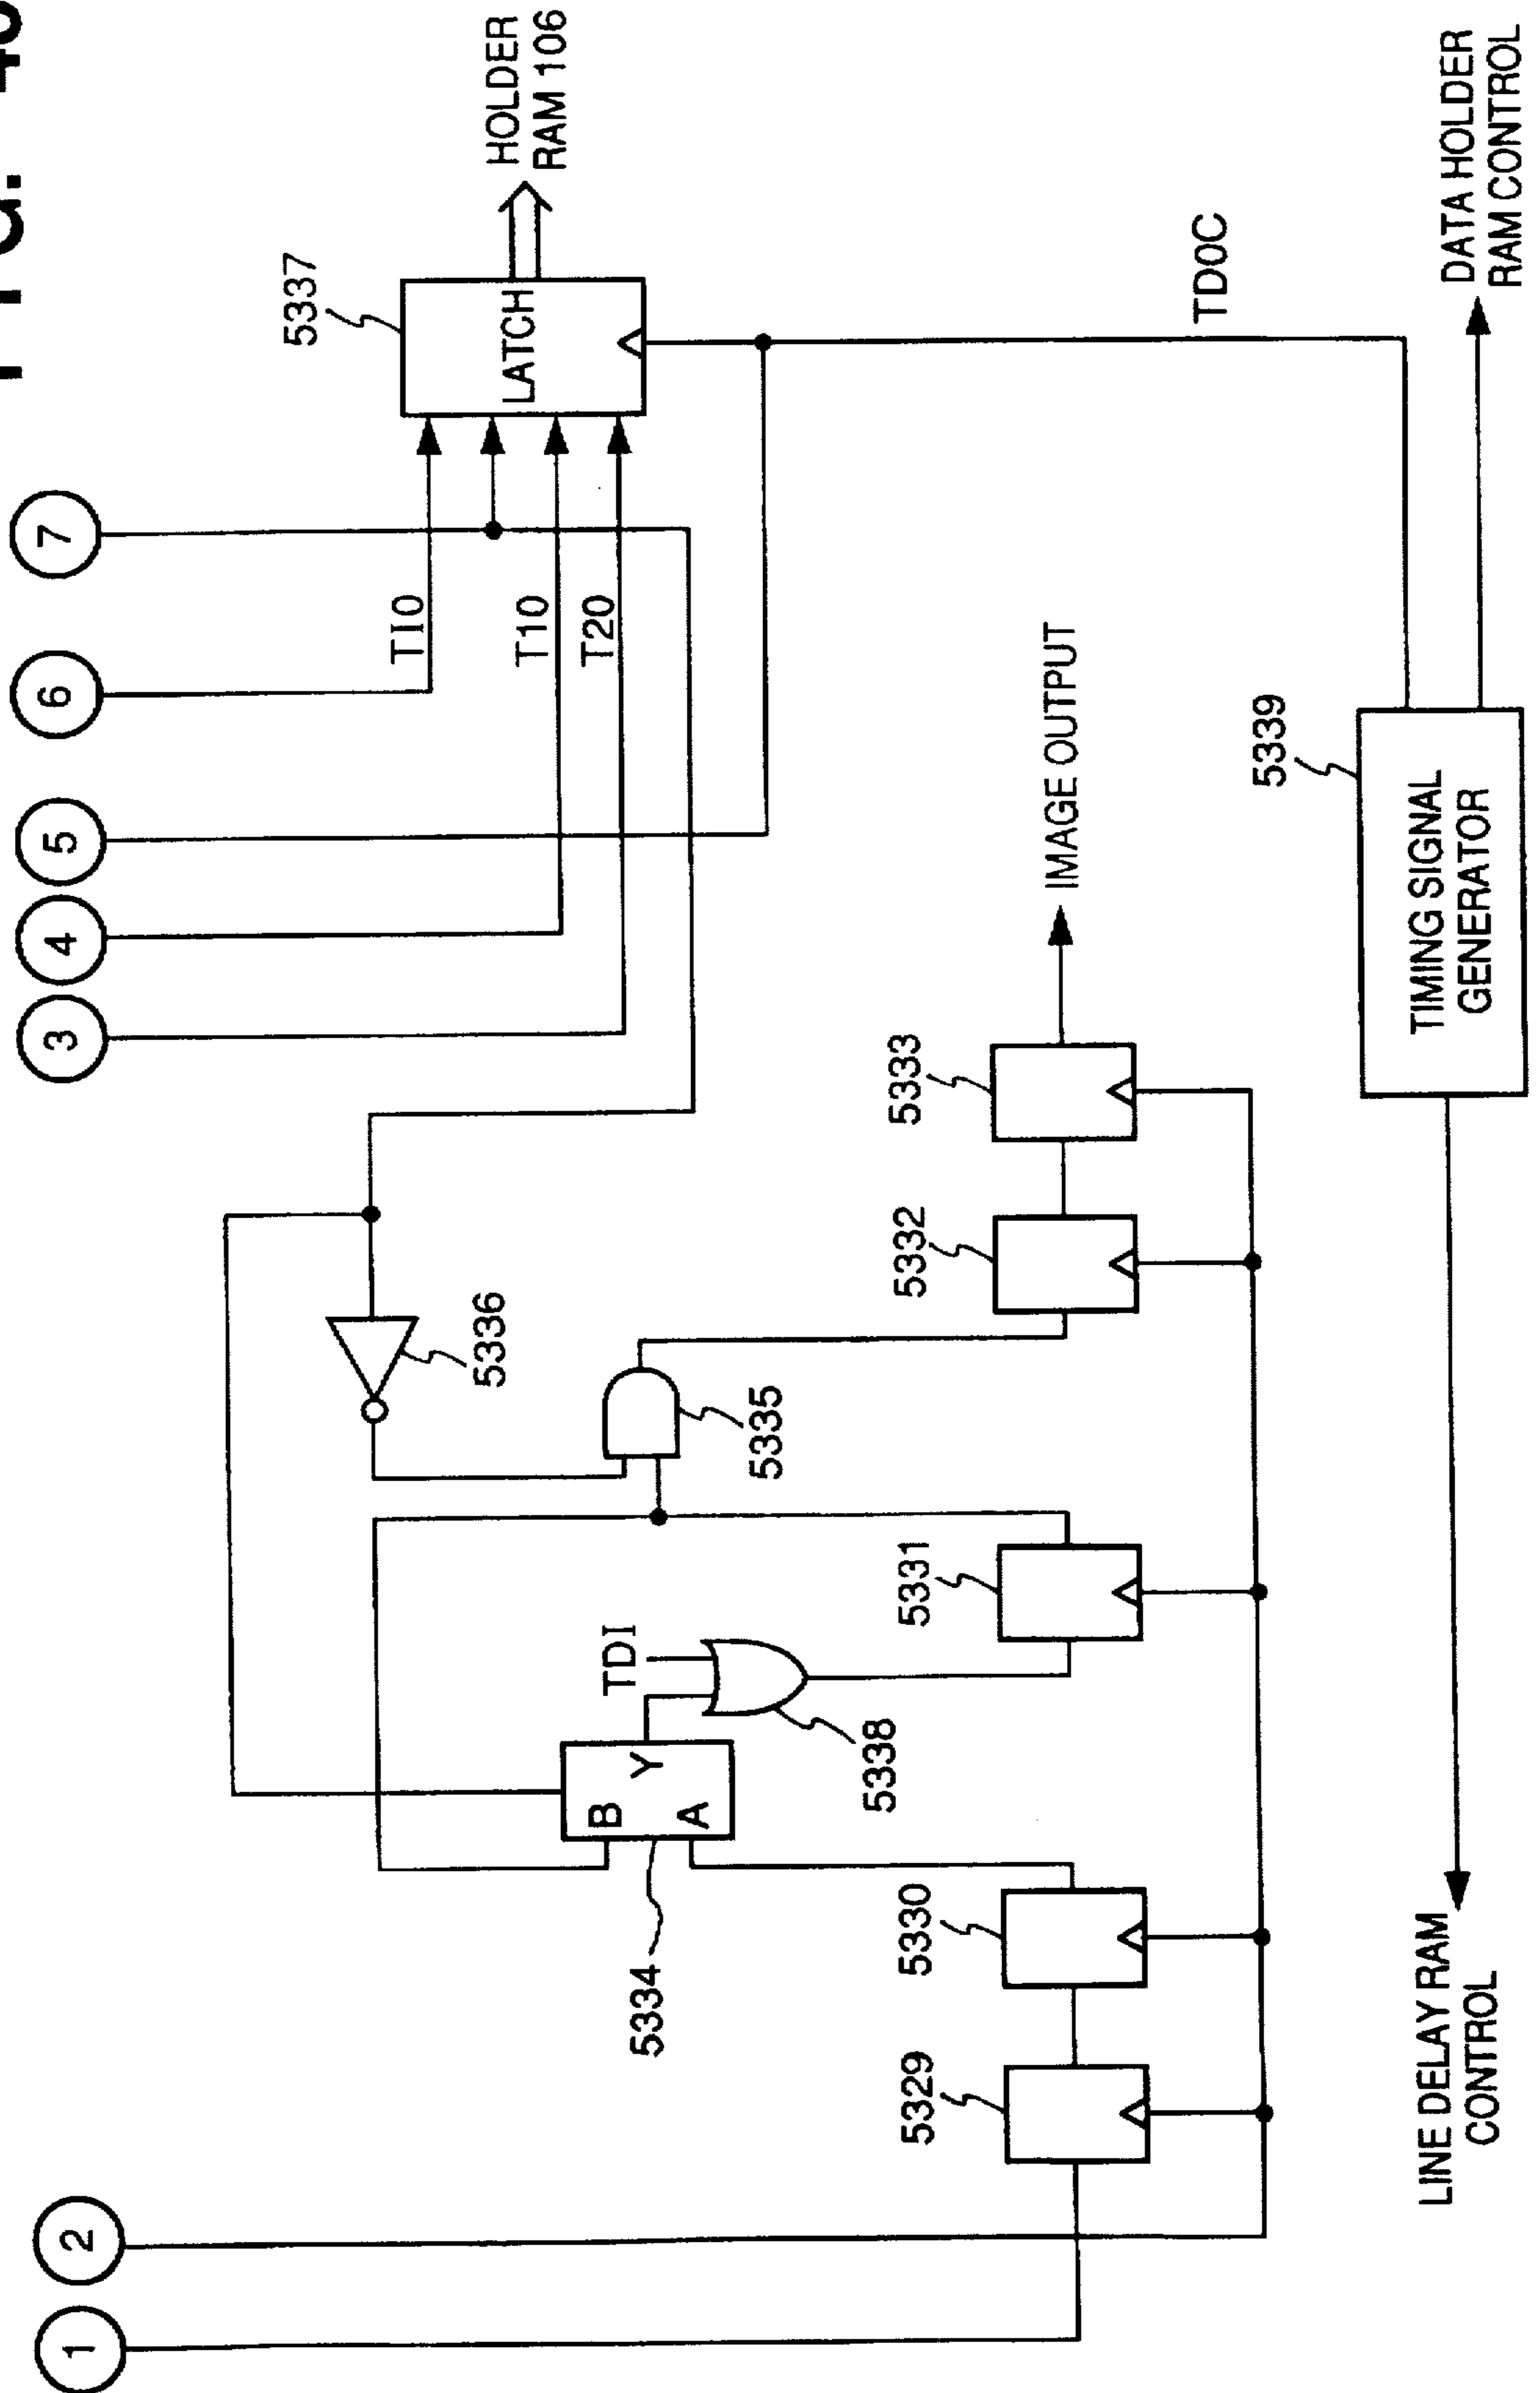 1
2
3
4
5
6
7
TI0
T10
T20
5337
LATCH
HOLDER
RAM 106
TD0C
5336
5335
TDI
5338
B
Y
A
5334
5329
5330
5331
5332
5333
IMAGE OUTPUT
5339
TIMING SIGNAL
GENERATOR
LINE DELAY RAM
CONTROL
DATA HOLDER
RAM CONTROL